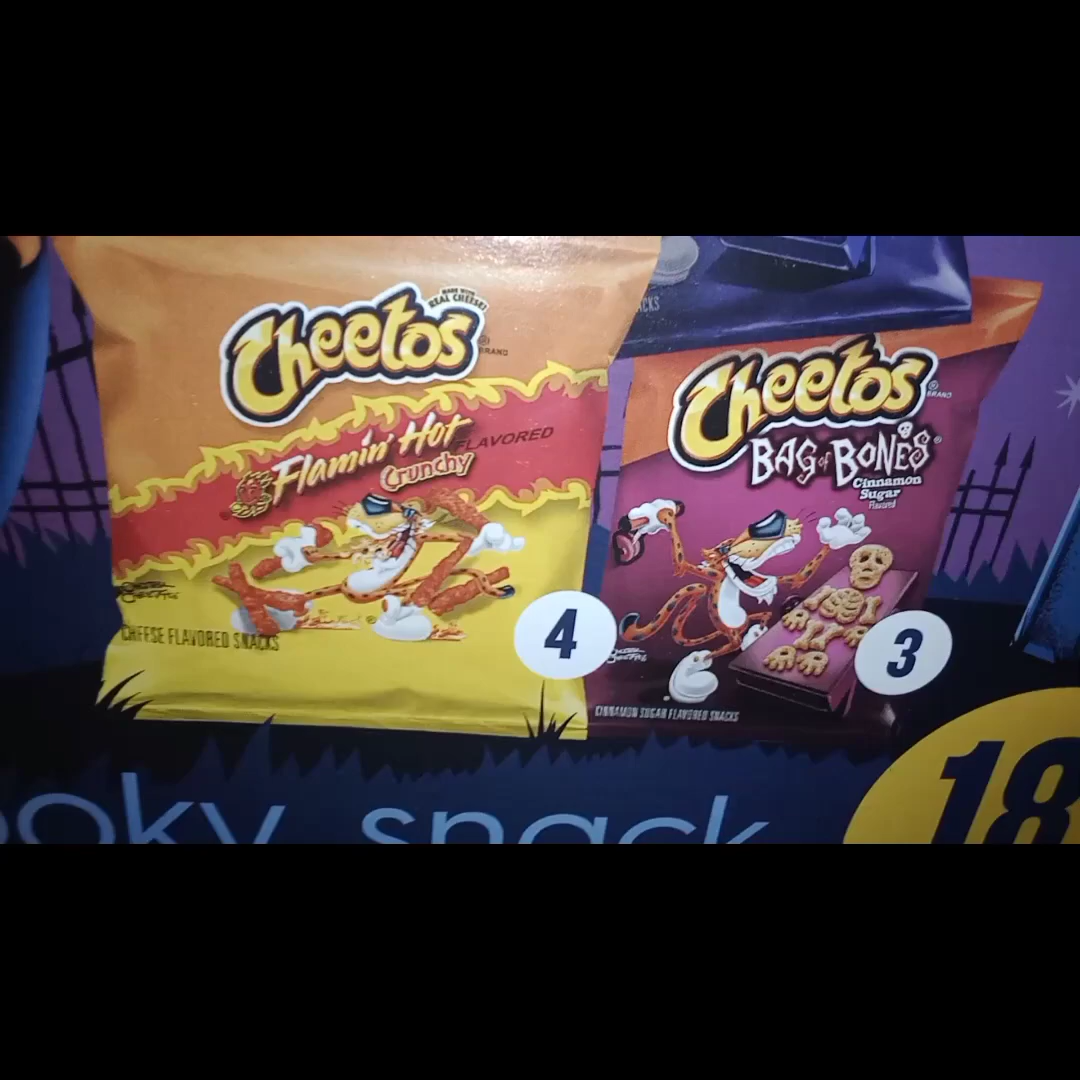 MADE WITH
REAL CHEESE!
Cheetos®
BRAND
Flamin' Hot FLAVORED
Crunchy
CHEESE FLAVORED SNACKS
4
ACKS
Cheetos®
BRAND
BAG of BONES®
Cinnamon
Sugar
Flavored
CINNAMON SUGAR FLAVORED SNACKS
3
ooky snack
18